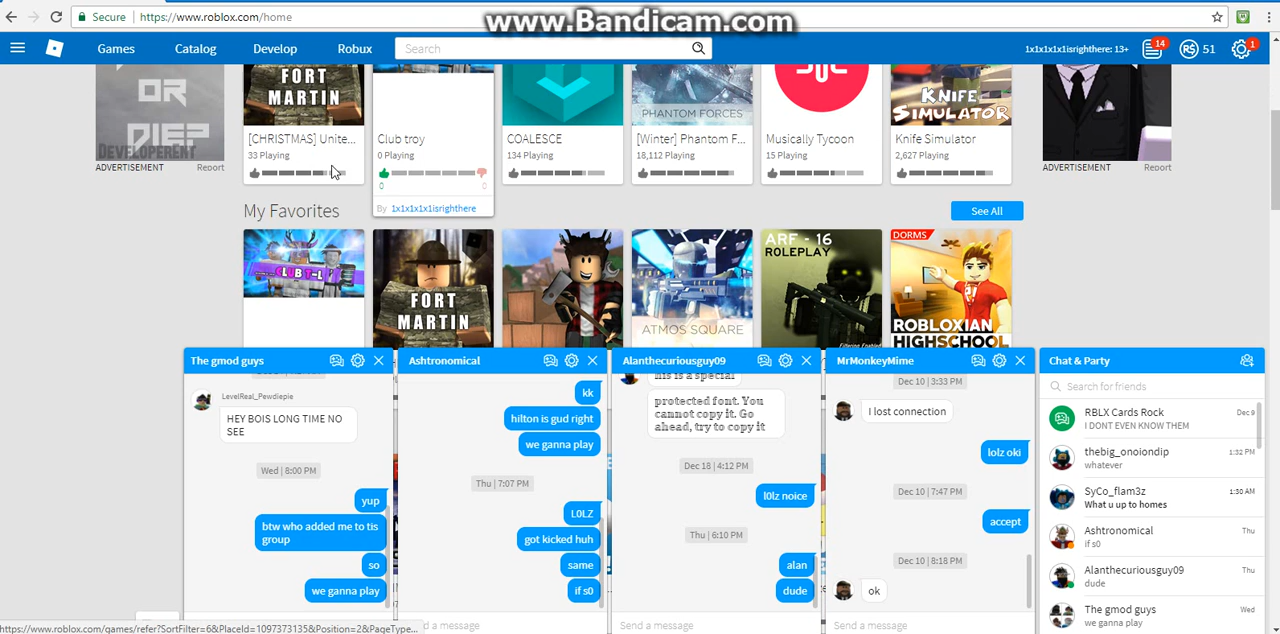 www.Bandicam.com
Secure https://www.roblox.com/home
Games Catalog Develop Robux Search 1x1x1x1x1isrighthere: 13+ 14 R$ 51 1
OR
DIEP
DEVELOPERENT
FORT
MARTIN
PHANTOM FORCES
KNIFE
SIMULATOR
[CHRISTMAS] Unite...
33 Playing
Club troy
0 Playing
0 0
By 1x1x1x1x1isrighthere
COALESCE
134 Playing
[Winter] Phantom F...
18,112 Playing
Musically Tycoon
15 Playing
Knife Simulator
2,627 Playing
ADVERTISEMENT Report
ADVERTISEMENT Report
My Favorites
See All
FORT
MARTIN
ATMOS SQUARE
ARF - 16
ROLEPLAY
DORMS
ROBLOXIAN
HIGHSCHOOL
The gmod guys
LevelReal_Pewdiepie
HEY BOIS LONG TIME NO
SEE
Wed | 8:00 PM
yup
btw who added me to tis
group
so
we ganna play
Ashtronomical
kk
hilton is gud right
we ganna play
Thu | 7:07 PM
L0LZ
got kicked huh
same
if s0
end a message
Alanthecuriousguy09
his is a special
protected font. You
cannot copy it. Go
ahead, try to copy it
Dec 18 | 4:12 PM
l0lz noice
Thu | 6:10 PM
alan
dude
Send a message
MrMonkeyMime
Dec 10 | 3:33 PM
I lost connection
lolz oki
Dec 10 | 7:47 PM
accept
Dec 10 | 8:18 PM
ok
Send a message
Chat & Party
Search for friends
RBLX Cards Rock Dec 9
I DONT EVEN KNOW THEM
thebig_onoiondip 1:32 PM
whatever
SyCo_flam3z 1:30 AM
What u up to homes
Ashtronomical Thu
if s0
Alanthecuriousguy09 Thu
dude
The gmod guys Wed
we ganna play
https://www.roblox.com/games/refer?SortFilter=6&PlaceId=1097373135&Position=2&PageType...